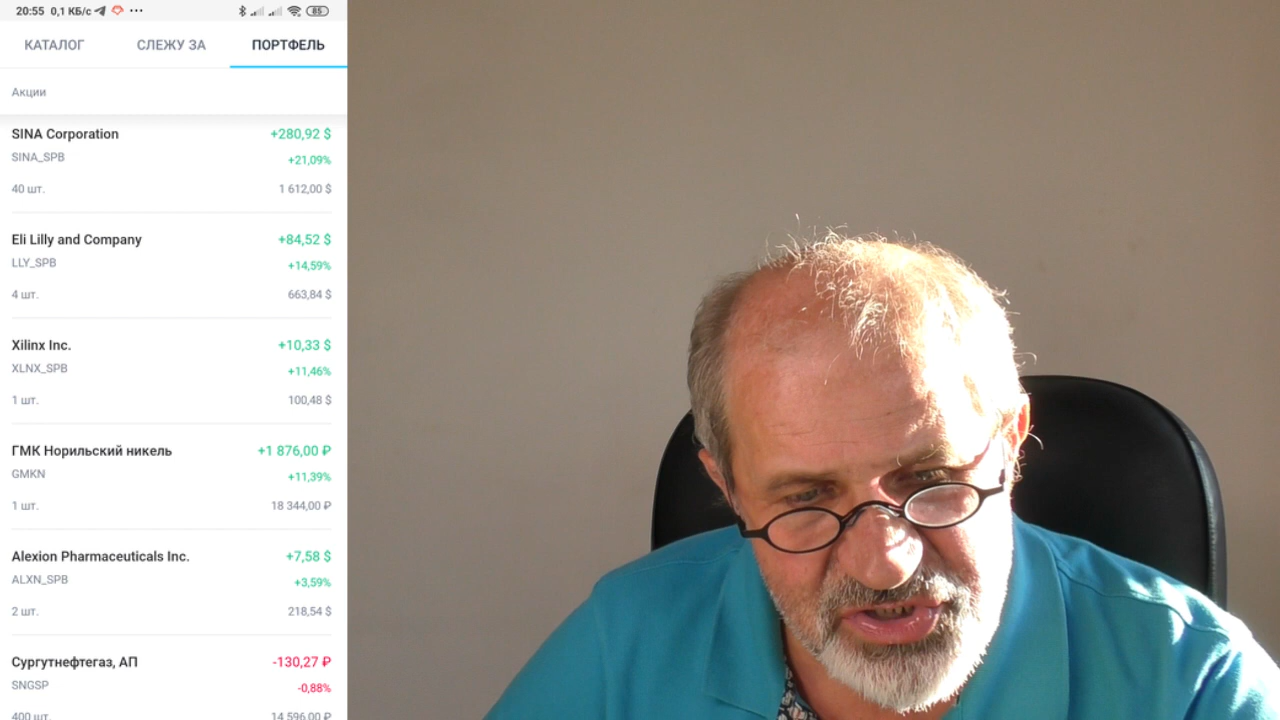 20:55 0,1 КБ/с ··· 85
КАТАЛОГ СЛЕЖУ ЗА ПОРТФЕЛЬ
Акции
SINA Corporation +280,92 $
SINA_SPB +21,09%
40 шт. 1 612,00 $
Eli Lilly and Company +84,52 $
LLY_SPB +14,59%
4 шт. 663,84 $
Xilinx Inc. +10,33 $
XLNX_SPB +11,46%
1 шт. 100,48 $
ГМК Норильский никель +1 876,00 ₽
GMKN +11,39%
1 шт. 18 344,00 ₽
Alexion Pharmaceuticals Inc. +7,58 $
ALXN_SPB +3,59%
2 шт. 218,54 $
Сургутнефтегаз, АП -130,27 ₽
SNGSP -0,88%
400 шт. 14 596,00 ₽